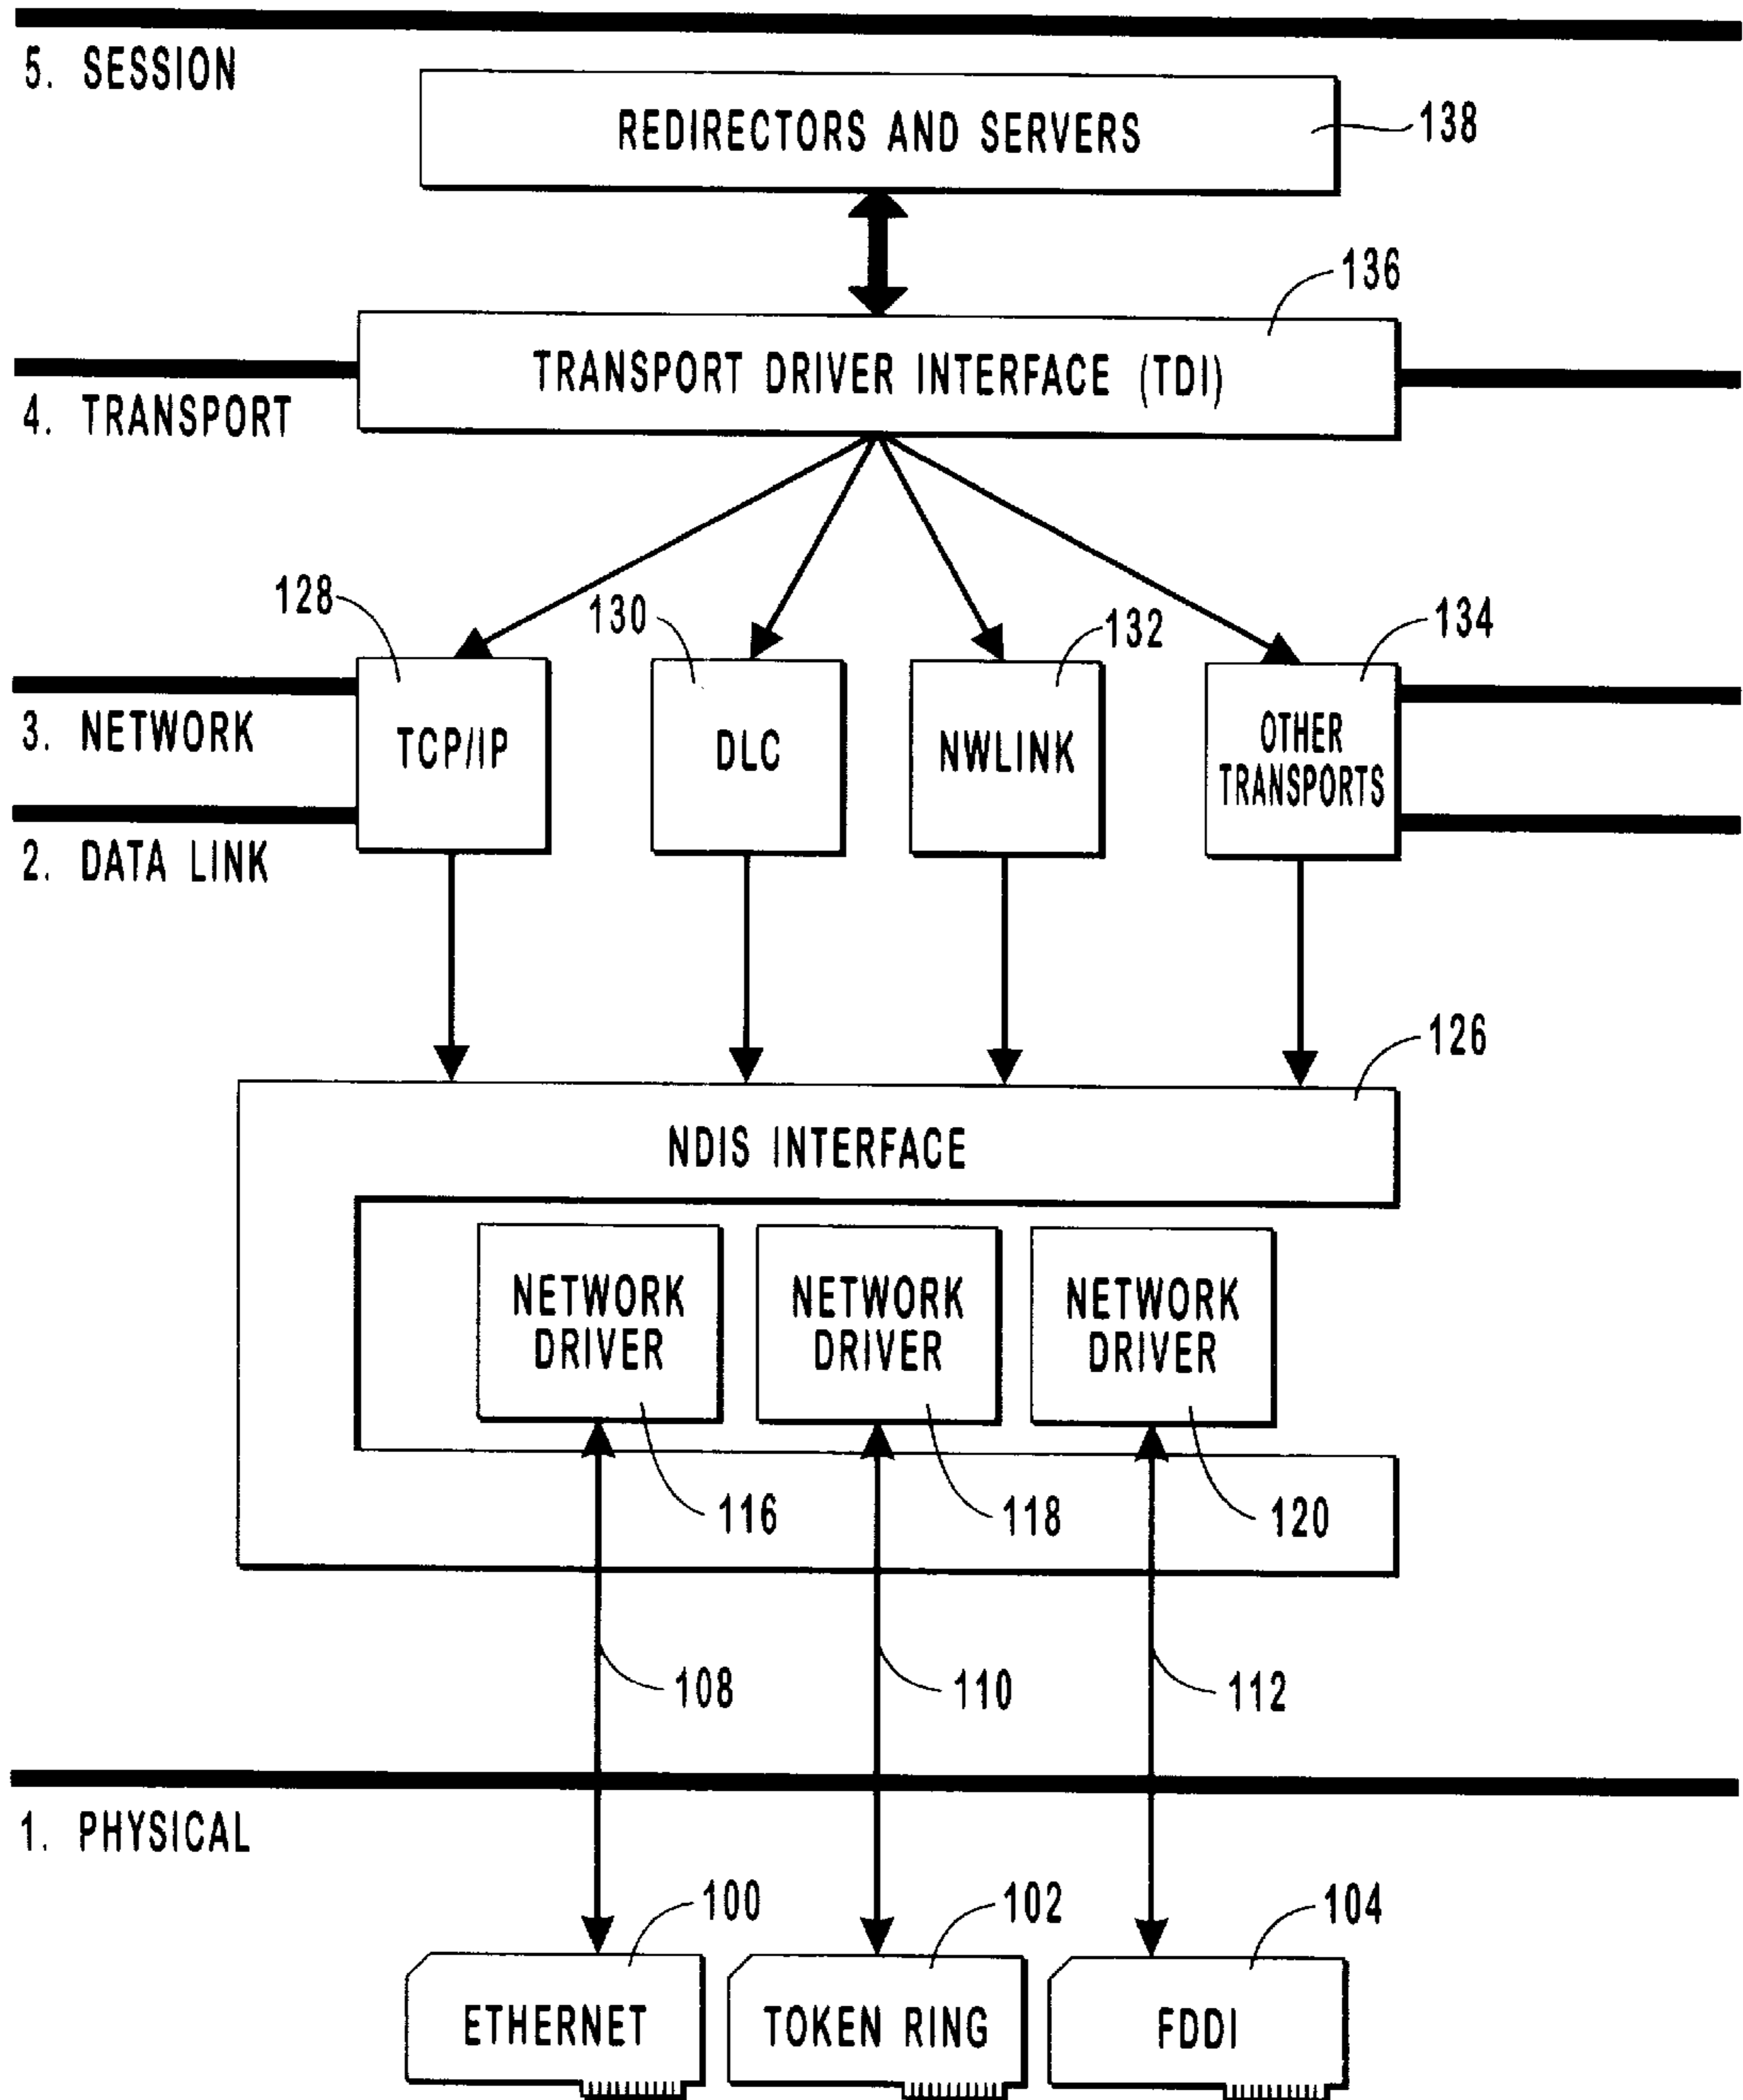 5. SESSION
REDIRECTORS AND SERVERS
138
136
TRANSPORT DRIVER INTERFACE (TDI)
4. TRANSPORT
128
130
132
134
3. NETWORK
TCP/IP
DLC
NWLINK
OTHER
TRANSPORTS
2. DATA LINK
126
NDIS INTERFACE
NETWORK
DRIVER
NETWORK
DRIVER
NETWORK
DRIVER
116
118
120
108
110
112
1. PHYSICAL
100
102
104
ETHERNET
TOKEN RING
FDDI